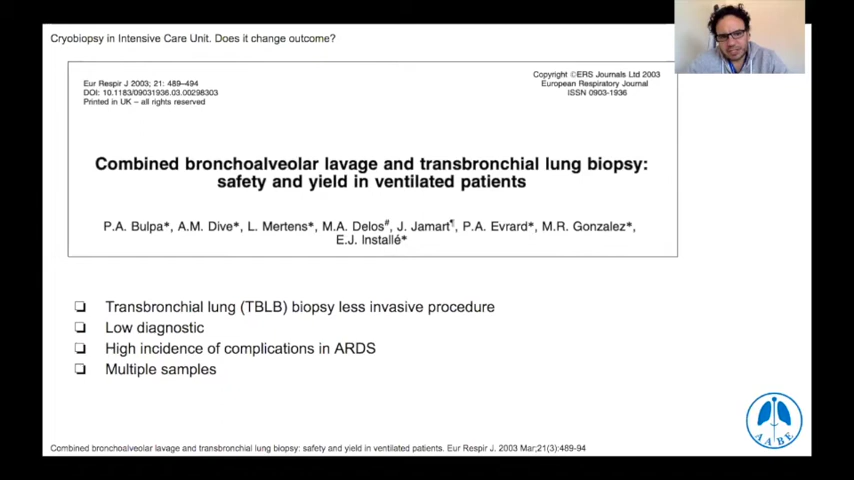 Cryobiopsy in Intensive Care Unit. Does it change outcome?
Eur Respir J 2003; 21: 489–494
DOI: 10.1183/09031936.03.00298303
Printed in UK – all rights reserved
Copyright ©ERS Journals Ltd 2003
European Respiratory Journal
ISSN 0903-1936
Combined bronchoalveolar lavage and transbronchial lung biopsy:
safety and yield in ventilated patients
P.A. Bulpa*, A.M. Dive*, L. Mertens*, M.A. Delos#, J. Jamart¶, P.A. Evrard*, M.R. Gonzalez*,
E.J. Installé*
❏ Transbronchial lung (TBLB) biopsy less invasive procedure
❏ Low diagnostic
❏ High incidence of complications in ARDS
❏ Multiple samples
AABE
Combined bronchoalveolar lavage and transbronchial lung biopsy: safety and yield in ventilated patients. Eur Respir J. 2003 Mar;21(3):489-94